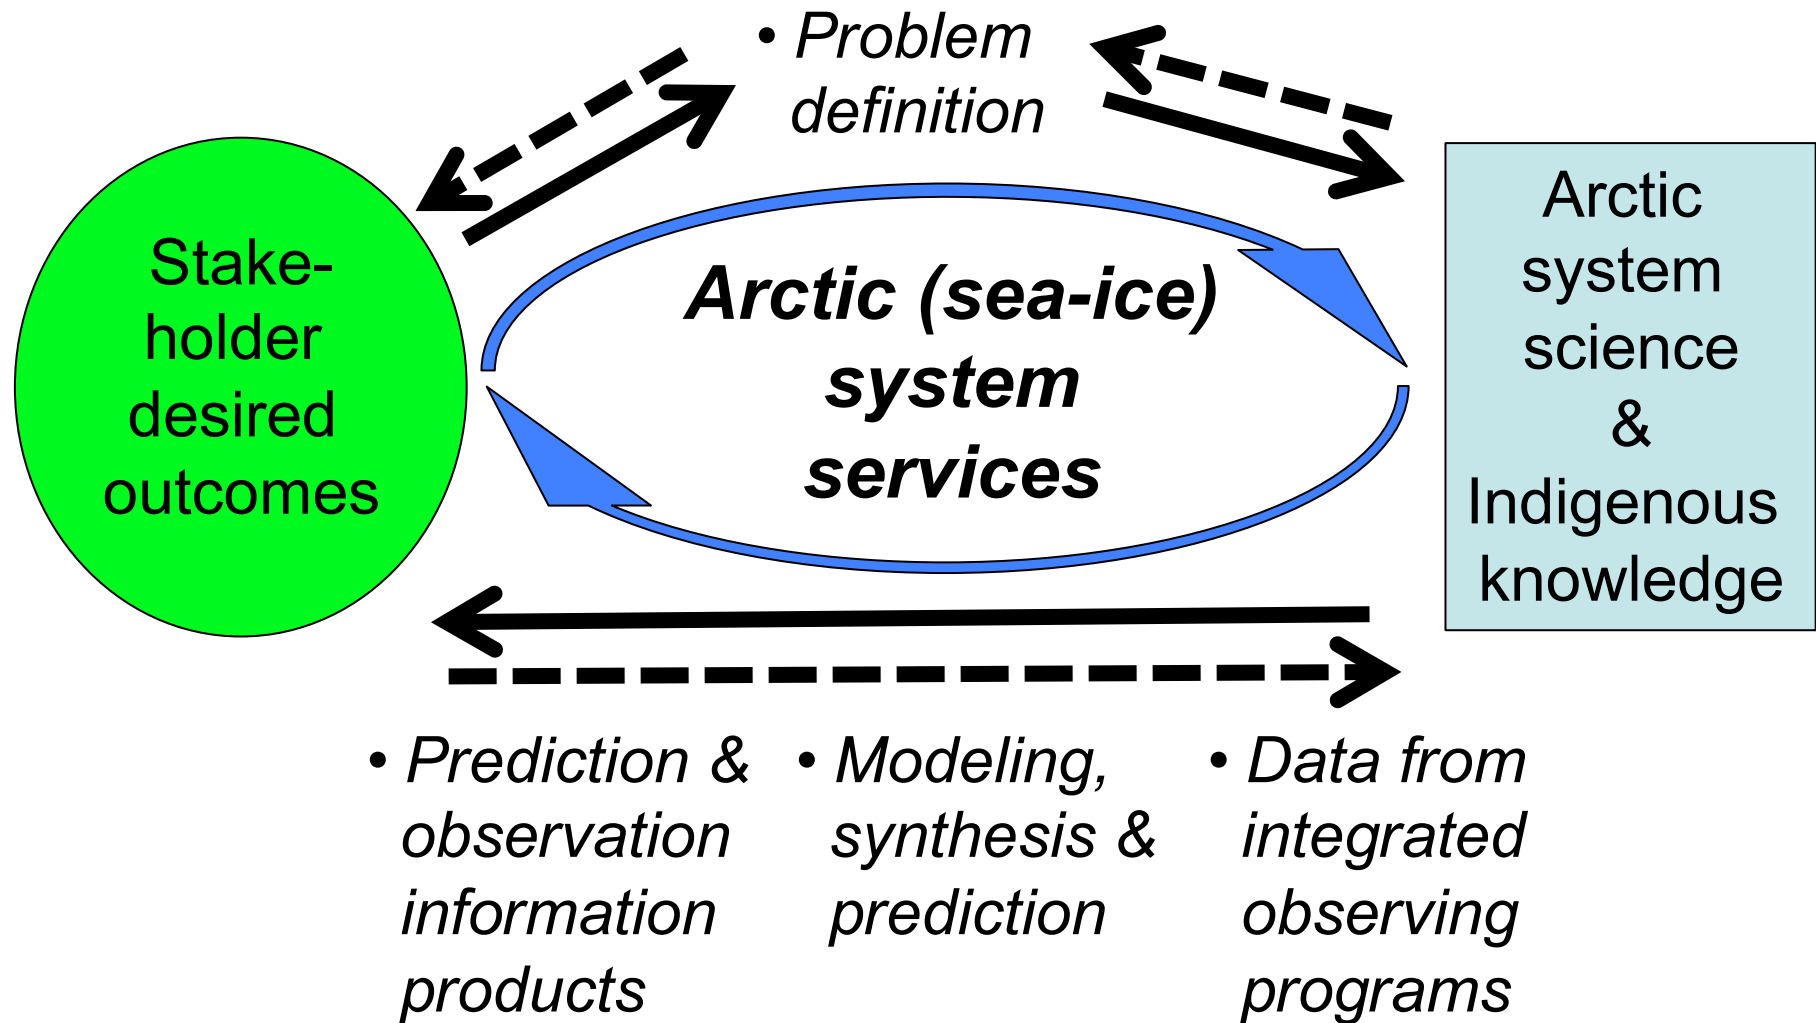 • Problem
definition
Stake-
holder
desired
outcomes
Arctic (sea-ice)
system
services
Arctic
system
science
&
Indigenous
knowledge
• Prediction &
observation
information
products
• Modeling,
synthesis &
prediction
• Data from
integrated
observing
programs